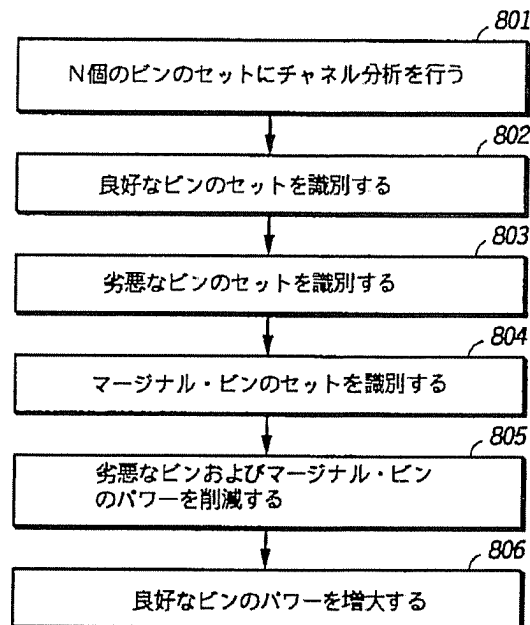 801
N個のビンのセットにチャネル分析を行う
802
良好なビンのセットを識別する
803
劣悪なビンのセットを識別する
804
マージナル・ビンのセットを識別する
805
劣悪なビンおよびマージナル・ビン
のパワーを削減する
806
良好なビンのパワーを増大する